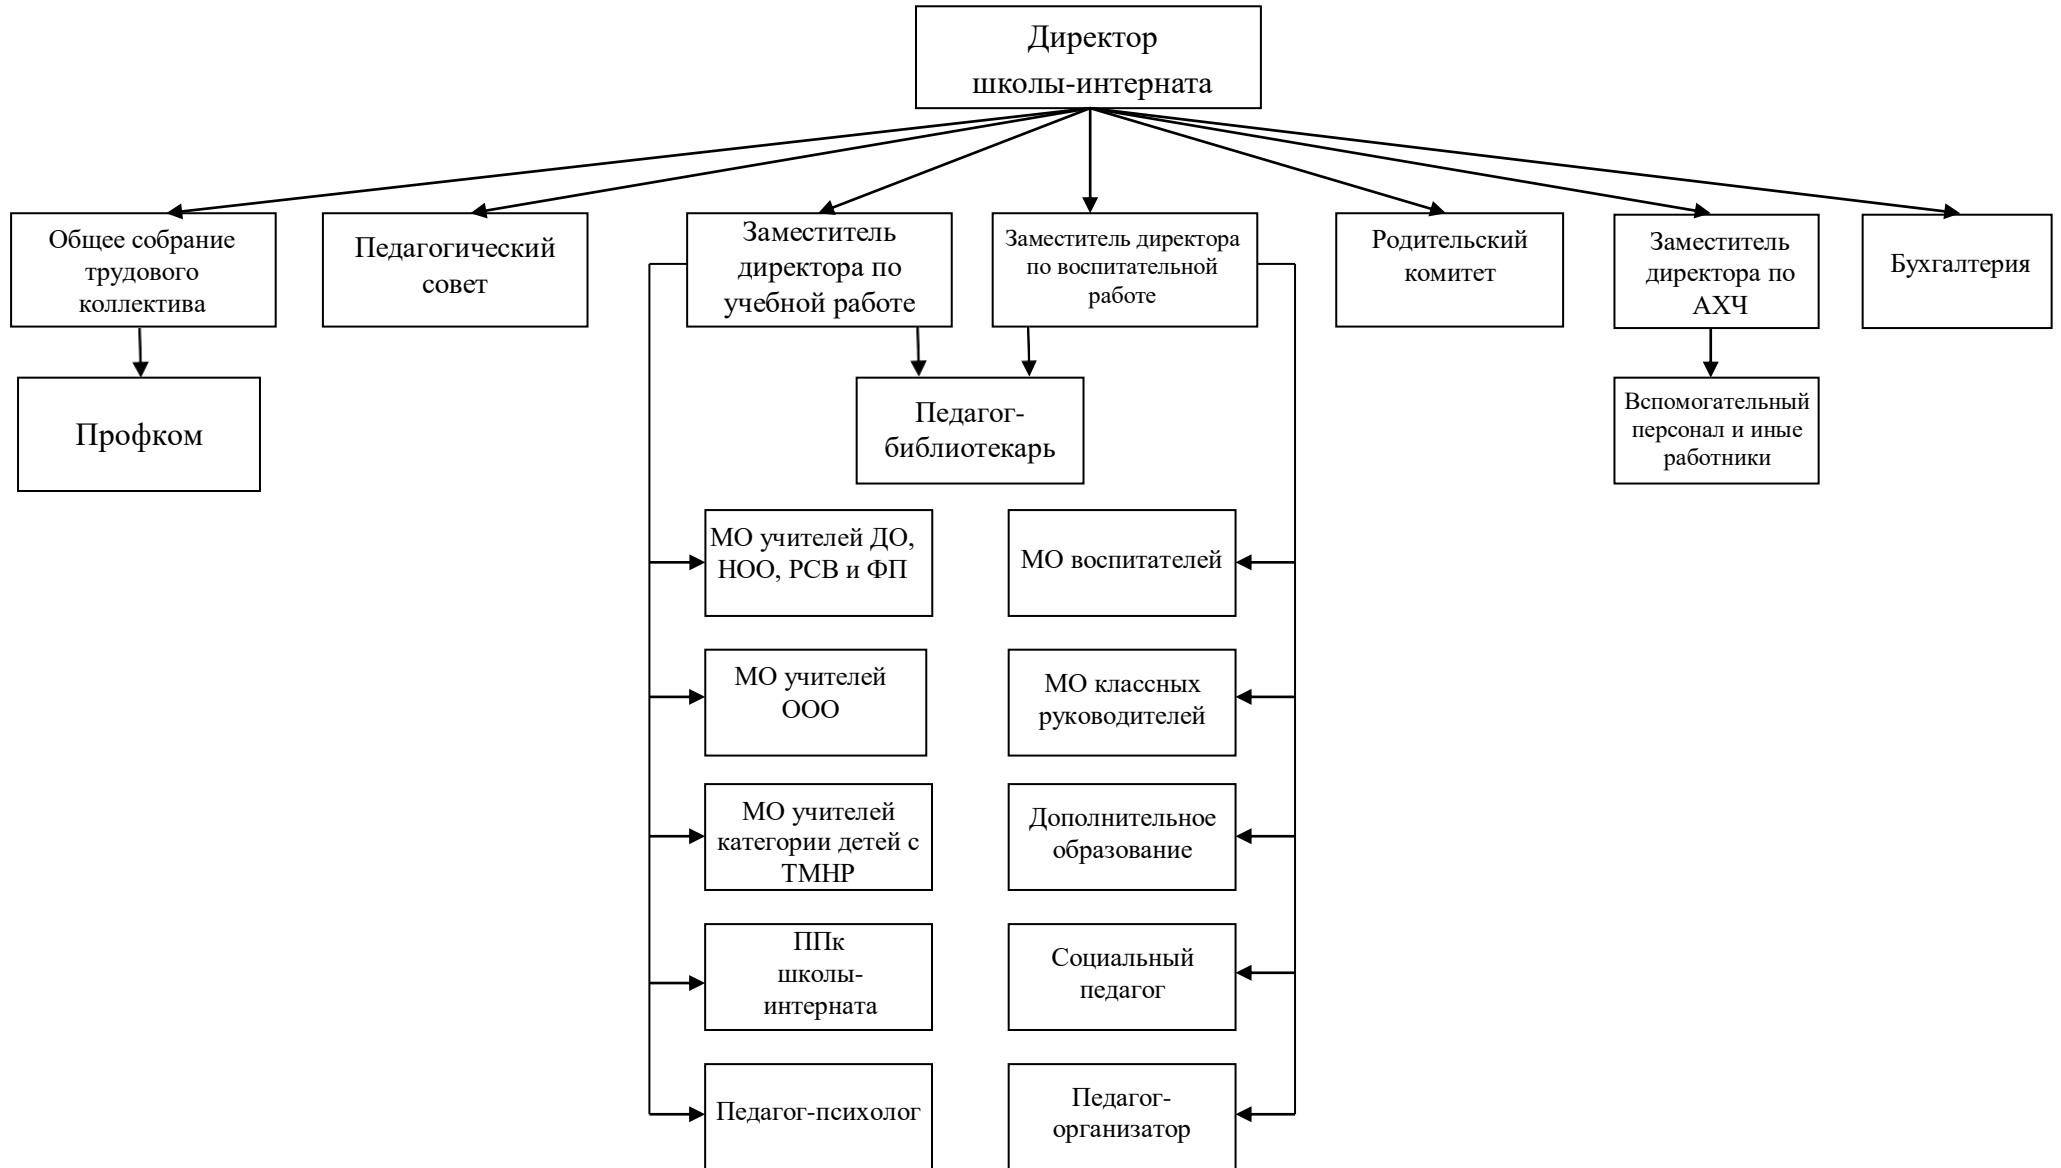 Директор
школы-интерната
Общее собрание
трудового
коллектива
Педагогический
совет
Заместитель
директора по
учебной работе
Заместитель директора
по воспитательной
работе
Родительский
комитет
Заместитель
директора по
АХЧ
Бухгалтерия
Профком
Педагог-
библиотекарь
Вспомогательный
персонал и иные
работники
МО учителей ДО,
НОО, РСВ и ФП
МО воспитателей
МО учителей
ООО
МО классных
руководителей
МО учителей
категории детей с
ТМНР
Дополнительное
образование
ППк
школы-
интерната
Социальный
педагог
Педагог-психолог
Педагог-
организатор